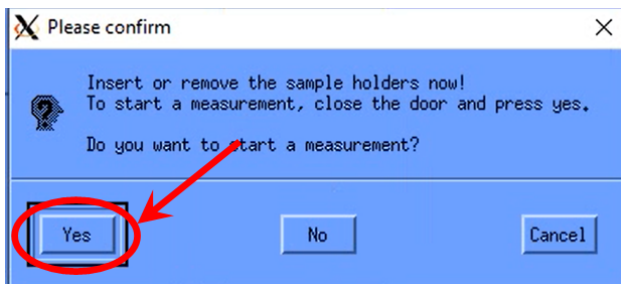 Please confirm
Insert or remove the sample holders now!
To start a measurement, close the door and press yes.
Do you want to start a measurement?
Yes
No
Cancel